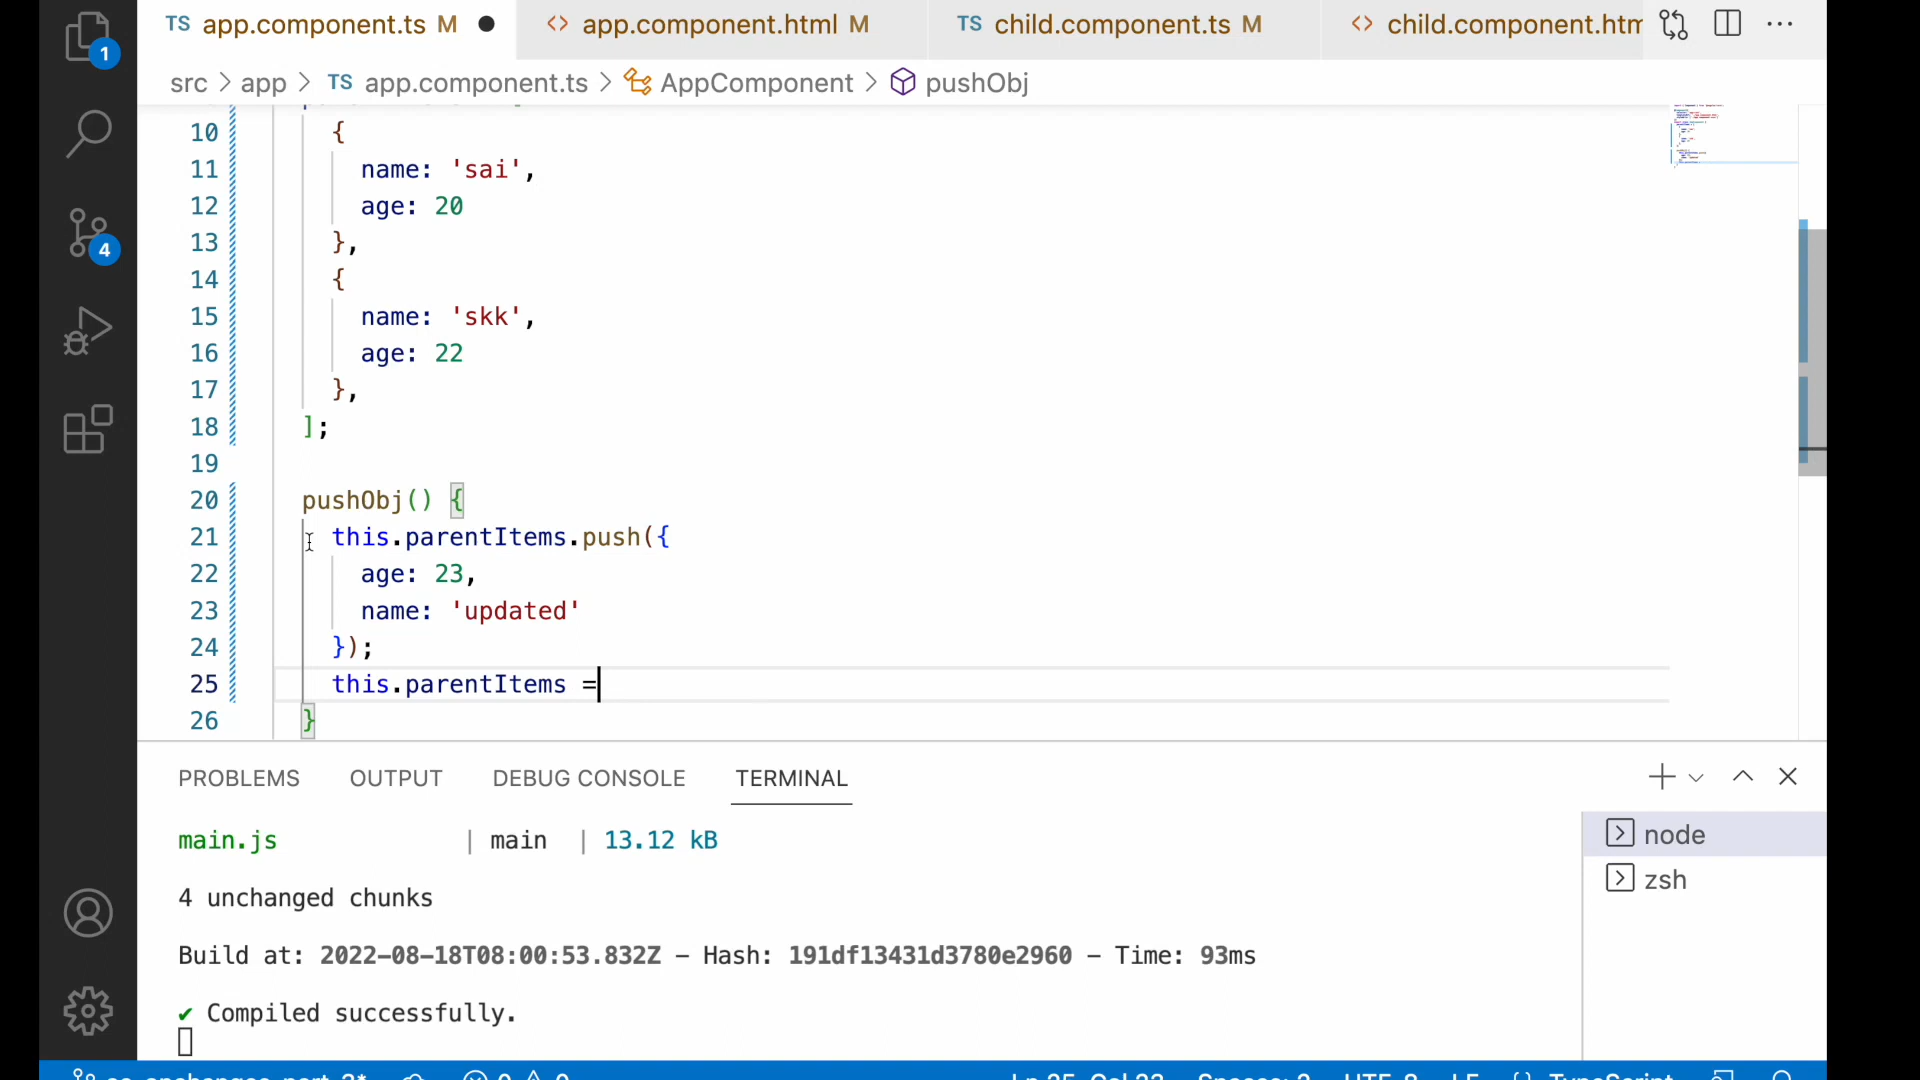 1
4
TS app.component.ts M
<> app.component.html M
TS child.component.ts M
<> child.component.htm
src > app > TS app.component.ts > AppComponent > pushObj
10 {
11 name: 'sai',
12 age: 20
13 },
14 {
15 name: 'skk',
16 age: 22
17 },
18 ];
19
20 pushObj() {
21 this.parentItems.push({
22 age: 23,
23 name: 'updated'
24 });
25 this.parentItems =
26 }
PROBLEMS OUTPUT DEBUG CONSOLE TERMINAL
main.js | main | 13.12 kB
4 unchanged chunks
Build at: 2022-08-18T08:00:53.832Z - Hash: 191df13431d3780e2960 - Time: 93ms
✔ Compiled successfully.
node
zsh